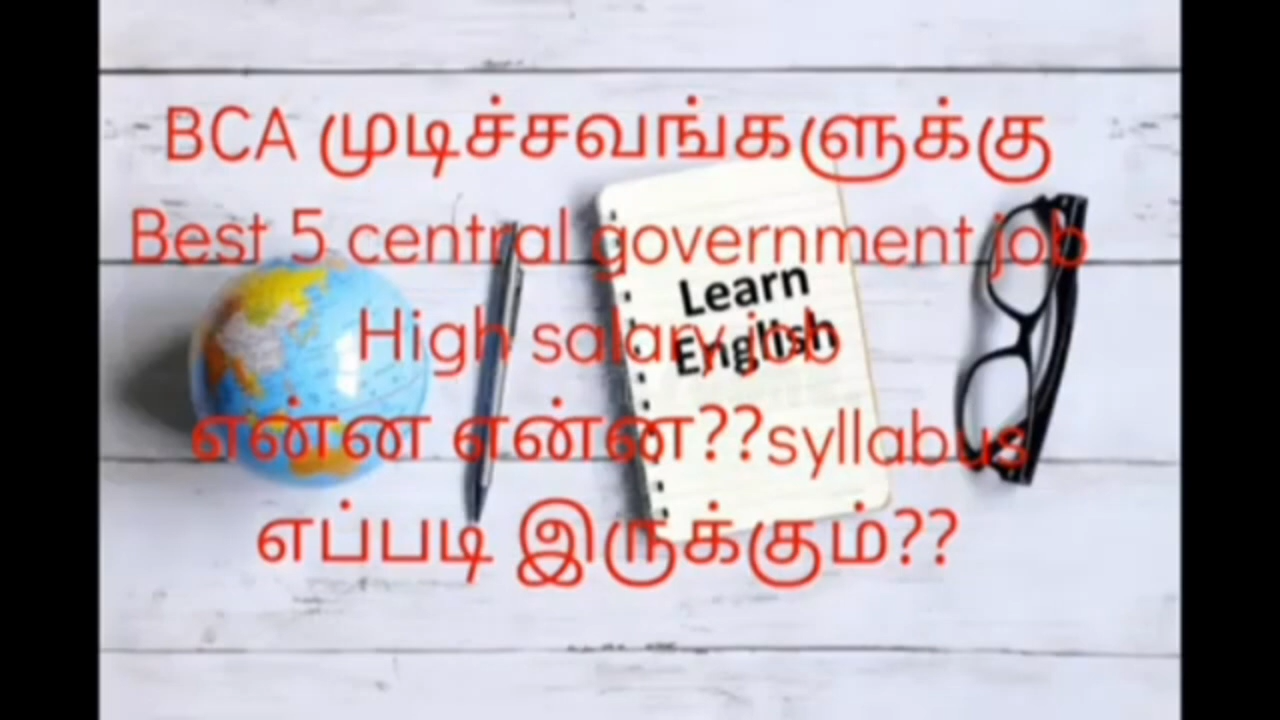 BCA முடிச்சவங்களுக்கு
Best 5 central government job
High salary job
என்ன என்ன??syllabus
எப்படி இருக்கும்??
Learn
English